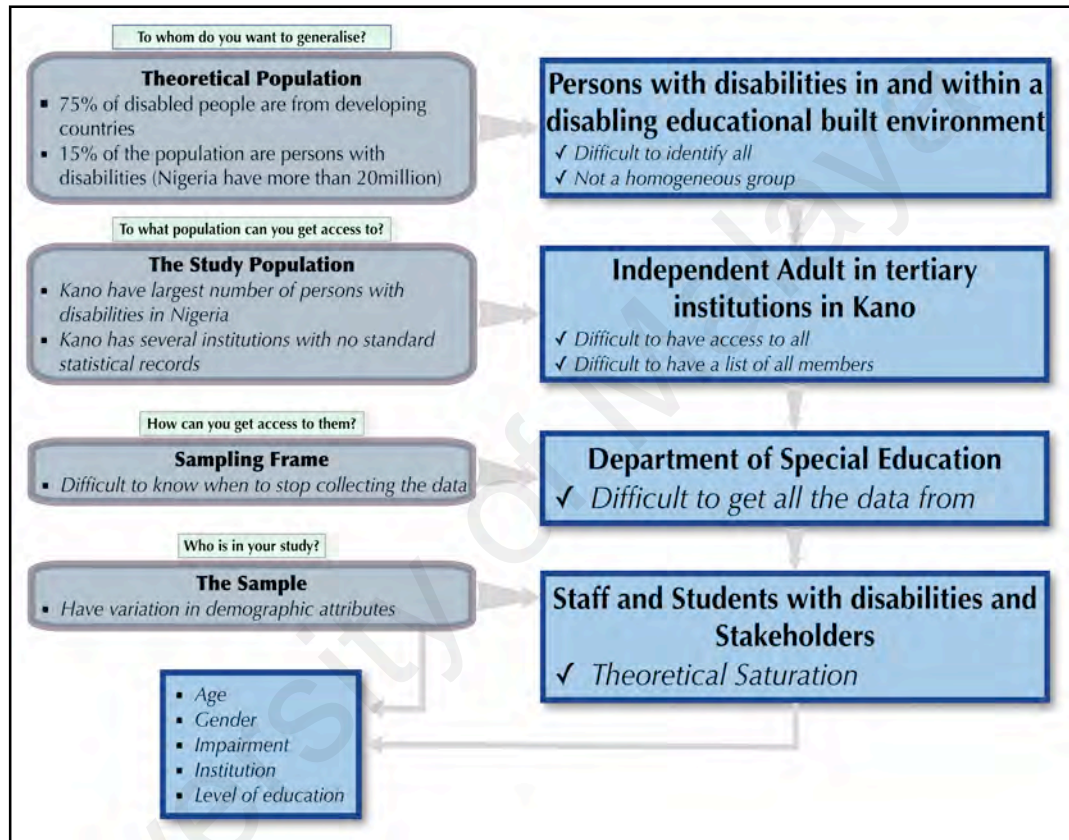 To whom do you want to generalise?
Theoretical Population
▪ 75% of disabled people are from developing
countries
▪ 15% of the population are persons with
disabilities (Nigeria have more than 20million)
Persons with disabilities in and within a
disabling educational built environment
✓ Difficult to identify all
✓ Not a homogeneous group
To what population can you get access to?
The Study Population
▪ Kano have largest number of persons with
disabilities in Nigeria
▪ Kano has several institutions with no standard
statistical records
Independent Adult in tertiary
institutions in Kano
✓ Difficult to have access to all
✓ Difficult to have a list of all members
How can you get access to them?
Sampling Frame
▪ Difficult to know when to stop collecting the data
Department of Special Education
✓ Difficult to get all the data from
Who is in your study?
The Sample
▪ Have variation in demographic attributes
Staff and Students with disabilities and
Stakeholders
✓ Theoretical Saturation
▪ Age
▪ Gender
▪ Impairment
▪ Institution
▪ Level of education
versity of Malaya